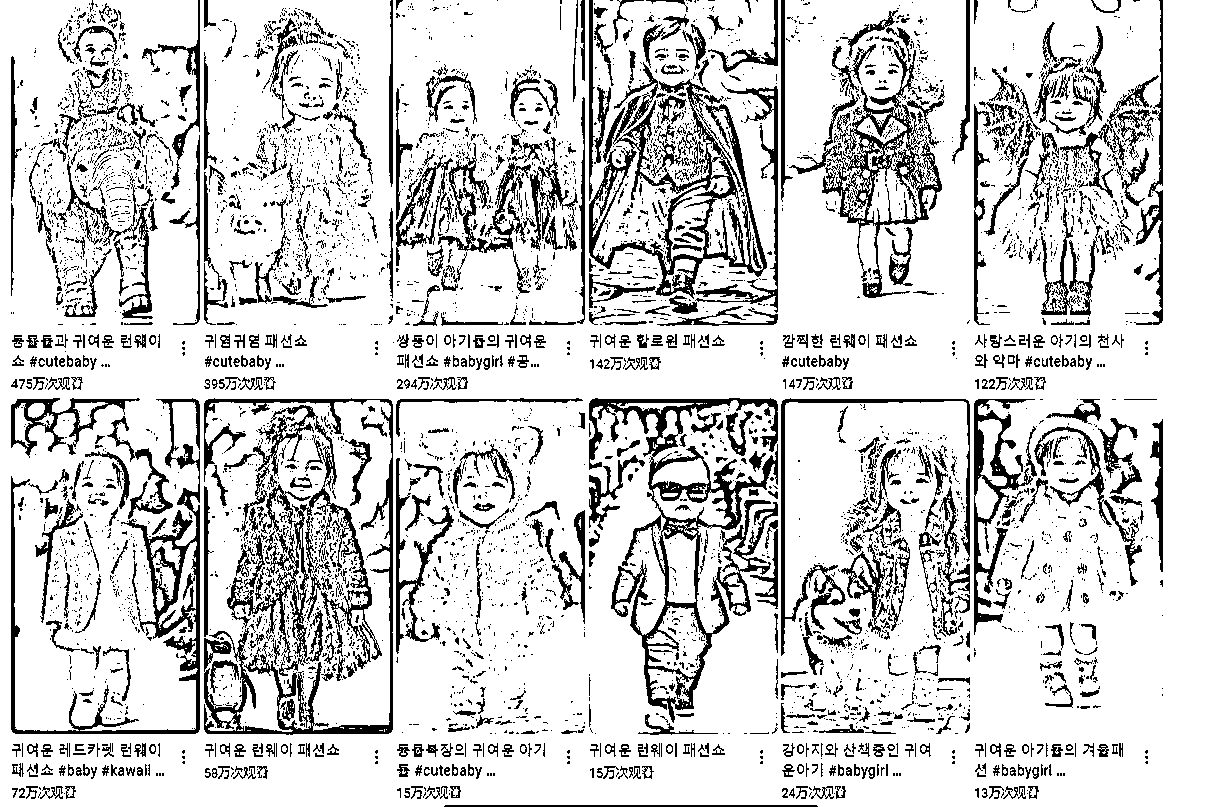 동물들과 귀여운 런웨이
쇼 #cutebaby ...
475万次观看
귀염귀염 패션쇼
#cutebaby ...
395万次观看
쌍둥이 아기들의 귀여운
패션쇼 #babygirl #공...
294万次观看
귀여운 할로윈 패션쇼
142万次观看
깜찍한 런웨이 패션쇼
#cutebaby
147万次观看
사랑스러운 아기의 천사
와 악마 #cutebaby ...
122万次观看
귀여운 레드카펫 런웨이
패션쇼 #baby #kawaii ...
72万次观看
귀여운 런웨이 패션쇼
58万次观看
동물복장의 귀여운 아기
들 #cutebaby ...
15万次观看
귀여운 런웨이 패션쇼
15万次观看
강아지와 산책중인 귀여
운아기 #babygirl ...
24万次观看
귀여운 아기들의 겨울패
션 #babygirl ...
13万次观看